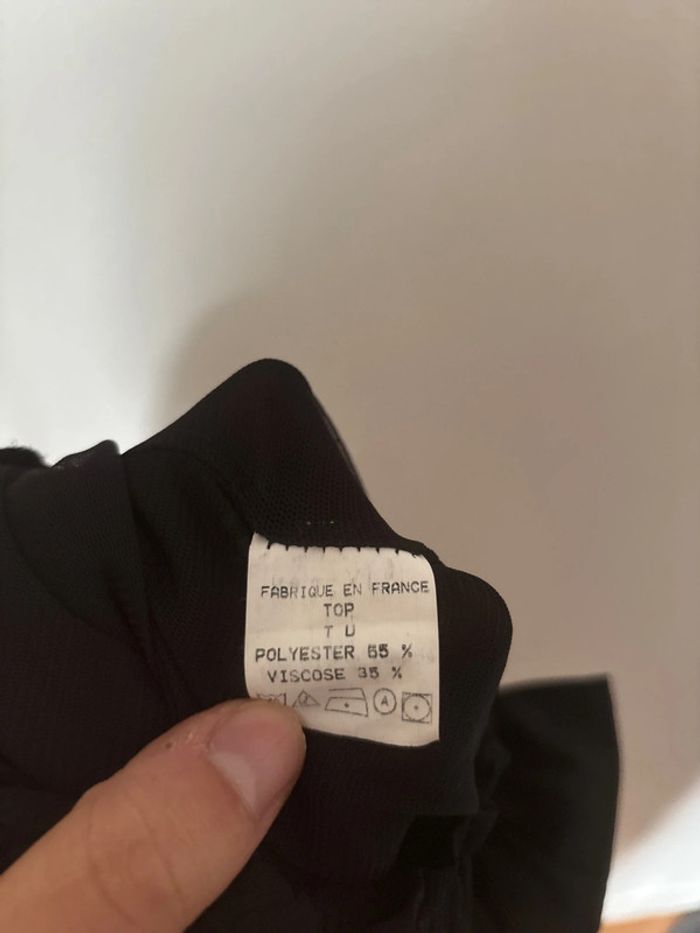 FABRIQUE EN FRANCE
TOP
T U
POLYESTER 65 %
VISCOSE 35 %
A